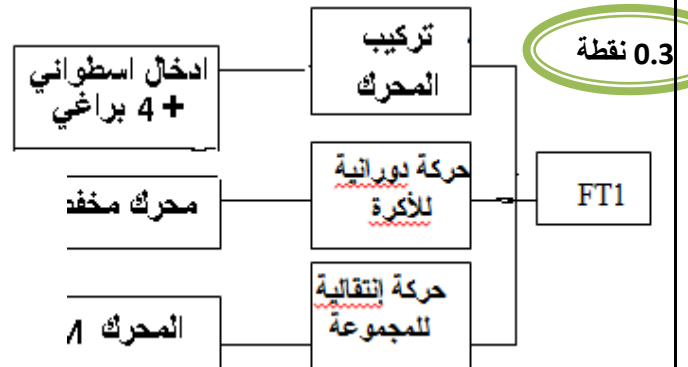 0.3 نقطة
تركيب
المحرك
ادخال اسطواني
+ 4 براغي
حركة دورانية
للأكرة
محرك مخفض
FT1
حركة إنتقالية
للمجموعة
المحرك M